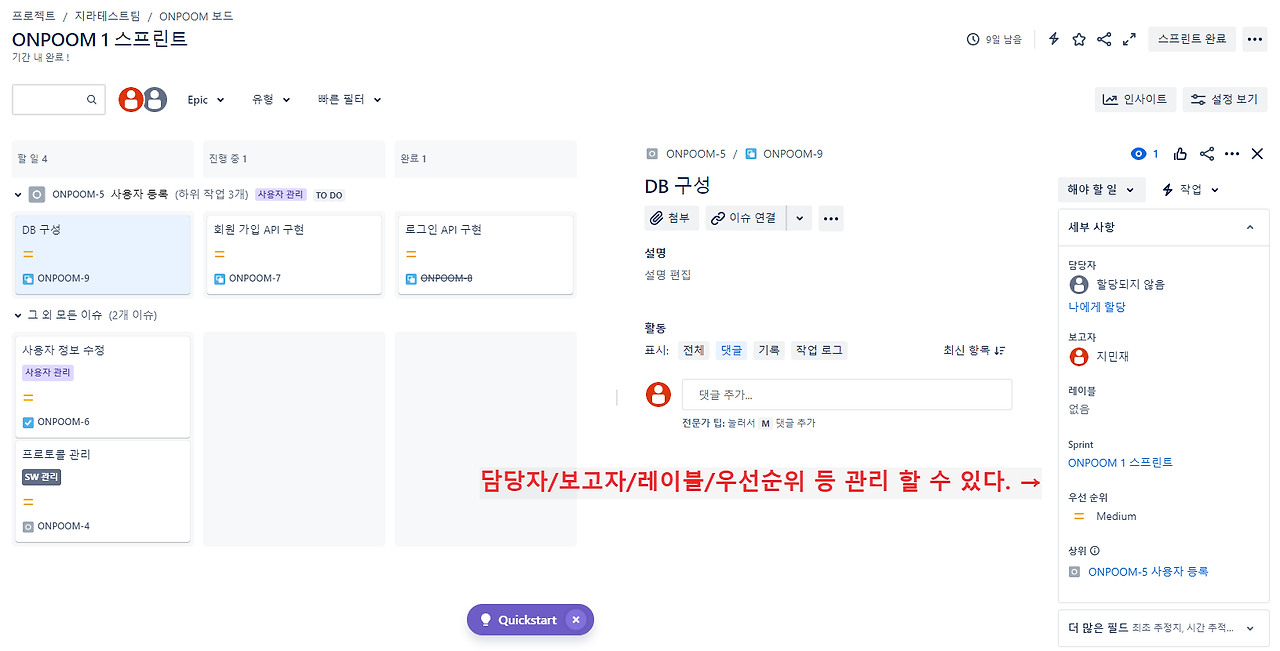 프로젝트 / 지라테스트팀 / ONPOOM 보드
ONPOOM 1 스프린트
기간 내 완료 !
9일 남음
스프린트 완료
Epic 유형 빠른 필터
인사이트 설정 보기
할 일 4
진행 중 1
완료 1
ONPOOM-5 사용자 등록 (하위 작업 3개) 사용자 관리 TO DO
DB 구성
ONPOOM-9
회원 가입 API 구현
ONPOOM-7
로그인 API 구현
ONPOOM-8
그 외 모든 이슈 (2개 이슈)
사용자 정보 수정
사용자 관리
ONPOOM-6
프로토콜 관리
SW 관리
ONPOOM-4
ONPOOM-5 / ONPOOM-9
1
DB 구성
첨부 이슈 연결
설명
설명 편집
활동
표시: 전체 댓글 기록 작업 로그 최신 항목
댓글 추가...
전문가 팁: 눌러서 M 댓글 추가
담당자/보고자/레이블/우선순위 등 관리 할 수 있다. →
해야 할 일 작업
세부 사항
담당자
할당되지 않음
나에게 할당
보고자
지민재
레이블
없음
Sprint
ONPOOM 1 스프린트
우선 순위
Medium
상위
ONPOOM-5 사용자 등록
더 많은 필드 최초 추정치, 시간 추적...
Quickstart